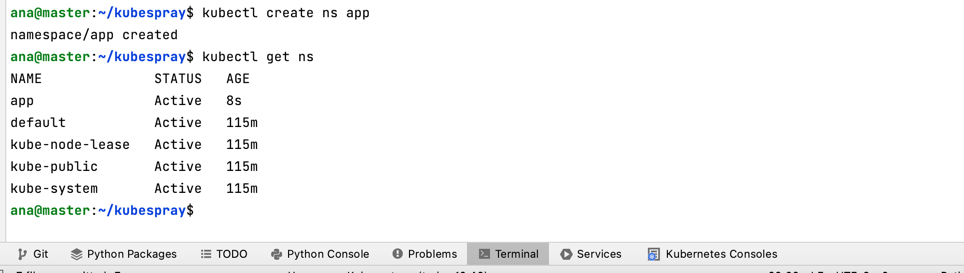 ana@master:~/kubespray$ kubectl create ns app
namespace/app created
ana@master:~/kubespray$ kubectl get ns
NAME              STATUS   AGE
app               Active   8s
default           Active   115m
kube-node-lease   Active   115m
kube-public       Active   115m
kube-system       Active   115m
ana@master:~/kubespray$
Git Python Packages TODO Python Console Problems Terminal Services Kubernetes Consoles